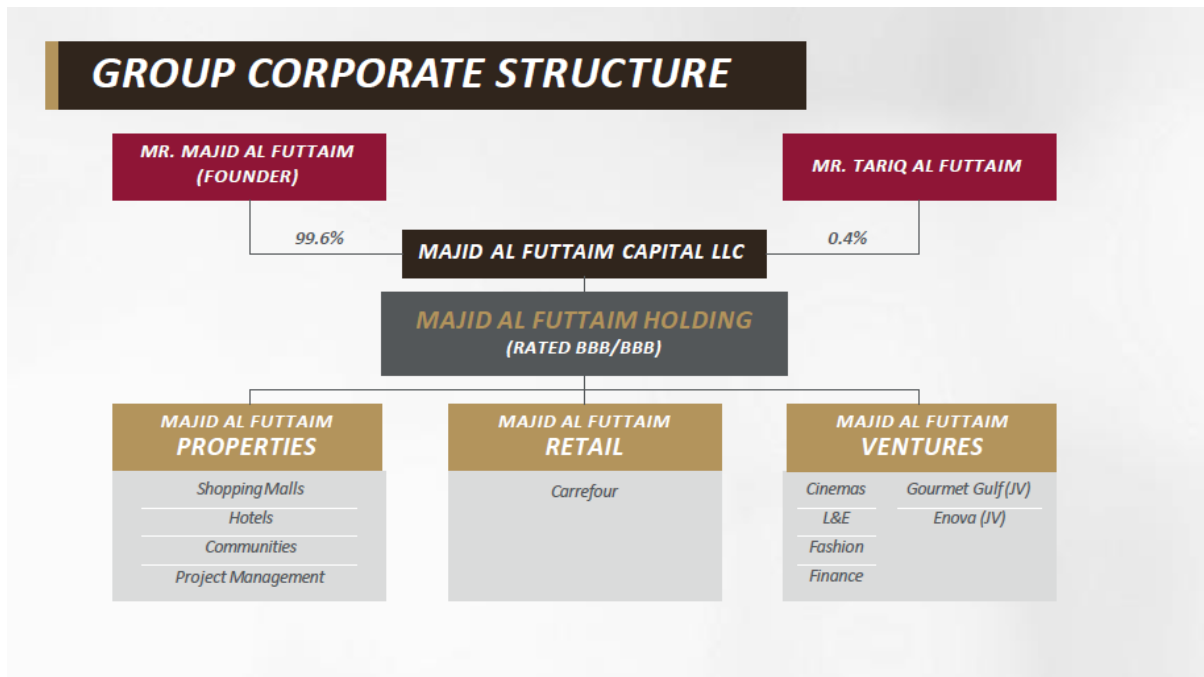 GROUP CORPORATE STRUCTURE
MR. MAJID AL FUTTAIM
(FOUNDER)
MR. TARIQ AL FUTTAIM
99.6%
0.4%
MAJID AL FUTTAIM CAPITAL LLC
MAJID AL FUTTAIM HOLDING
(RATED BBB/BBB)
MAJID AL FUTTAIM
PROPERTIES
Shopping Malls
Hotels
Communities
Project Management
MAJID AL FUTTAIM
RETAIL
Carrefour
MAJID AL FUTTAIM
VENTURES
Cinemas
L&E
Fashion
Finance
Gourmet Gulf (JV)
Enova (JV)